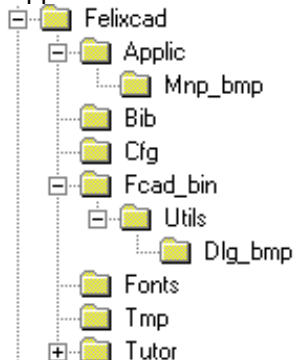 Felixcad
Applic
Mnp_bmp
Bib
Cfg
Fcad_bin
Utils
Dlg_bmp
Fonts
Tmp
Tutor